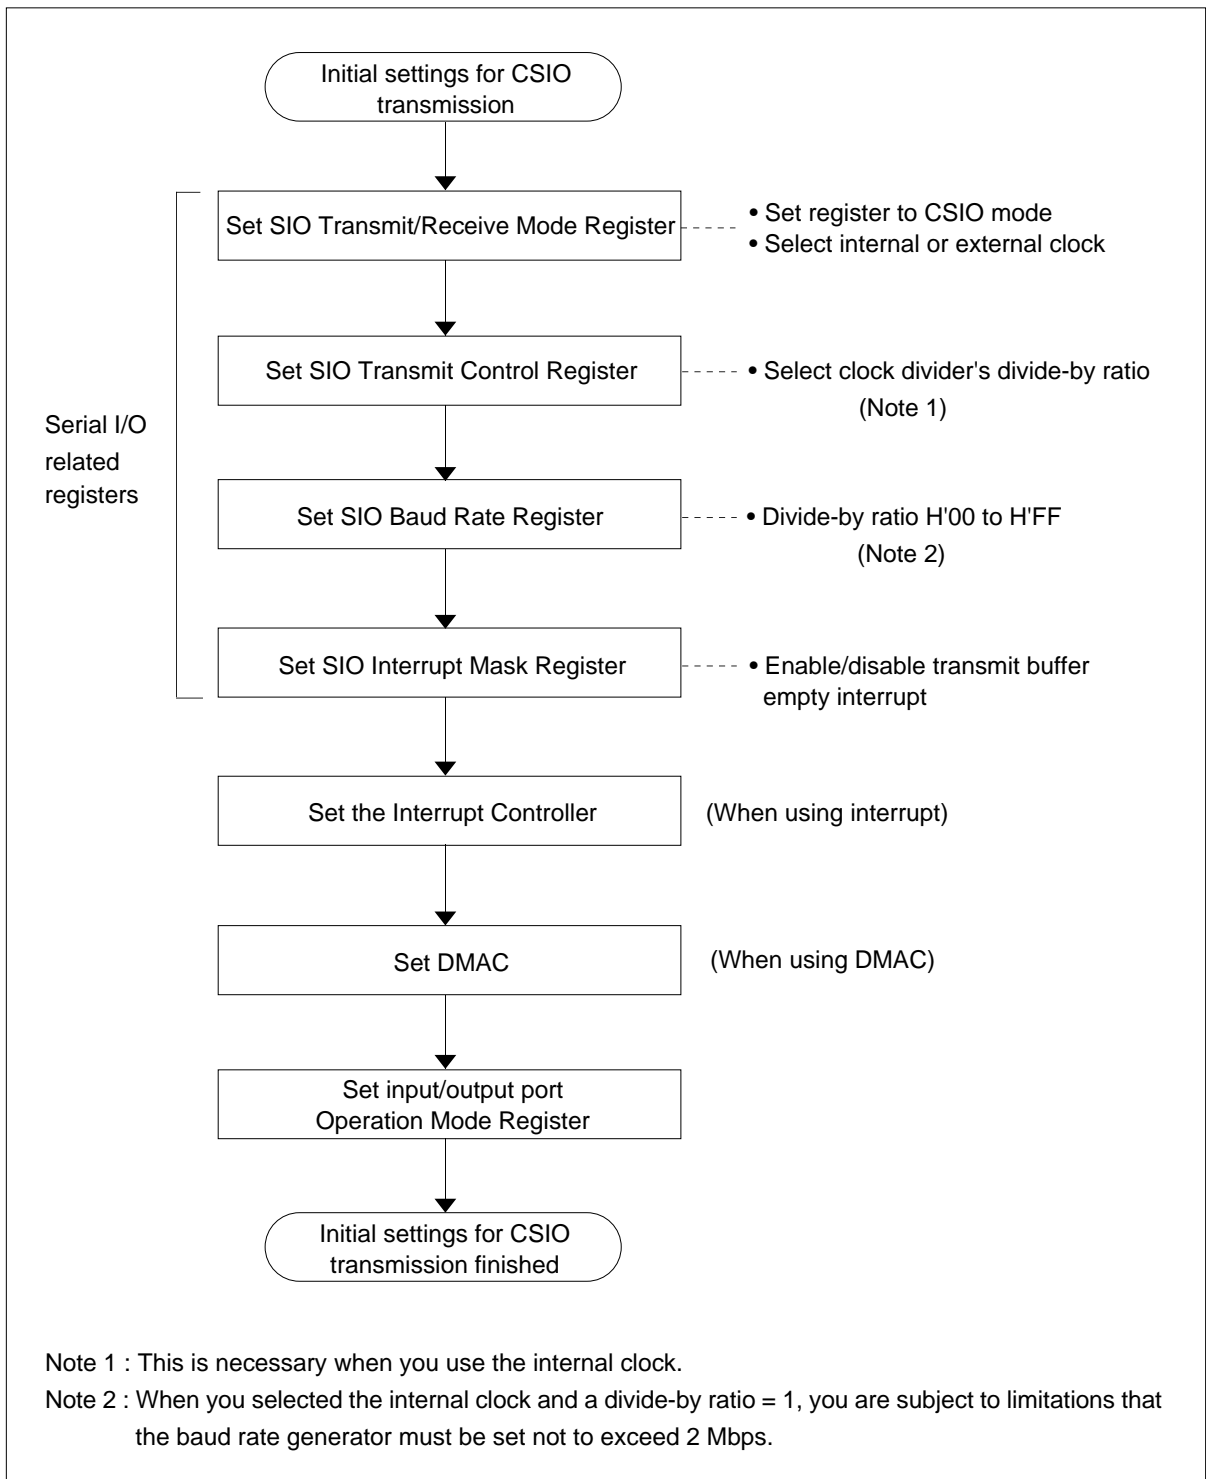 Initial settings for CSIO
transmission
Set SIO Transmit/Receive Mode Register
• Set register to CSIO mode
• Select internal or external clock
Set SIO Transmit Control Register
• Select clock divider's divide-by ratio
(Note 1)
Serial I/O
related
registers
Set SIO Baud Rate Register
• Divide-by ratio H'00 to H'FF
(Note 2)
Set SIO Interrupt Mask Register
• Enable/disable transmit buffer
empty interrupt
Set the Interrupt Controller
(When using interrupt)
Set DMAC
(When using DMAC)
Set input/output port
Operation Mode Register
Initial settings for CSIO
transmission finished
Note 1 : This is necessary when you use the internal clock.
Note 2 : When you selected the internal clock and a divide-by ratio = 1, you are subject to limitations that
the baud rate generator must be set not to exceed 2 Mbps.